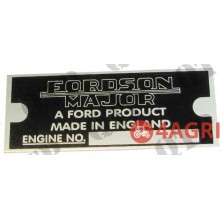 FORDSON
MAJOR
A FORD PRODUCT
MADE IN ENGLAND
4AGRI
ENGINE NO.